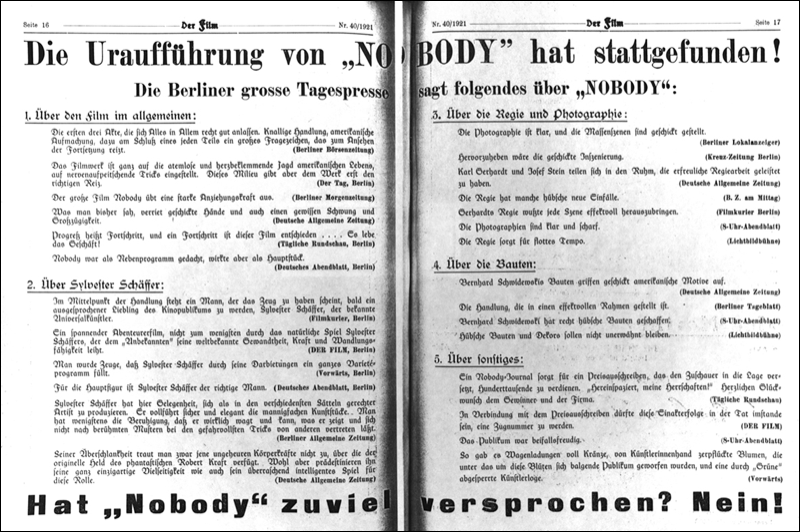 Seite 16
Der Film
Nr. 40/1921
Die Uraufführung von „NO
Die Berliner grosse Tagespresse
1. Über den Film im allgemeinen:
Die ersten drei Akte, die sich Alles in Allem recht gut anlassen. Knallige Handlung, amerikanische
Aufmachung, dazu am Schluß eines jeden Teils ein großes Fragezeichen, das zum Ansehen
der Fortsetzung reizt. (Berliner Börsenzeitung)
Das Filmwerk ist ganz auf die atemlose und herzbeklemmende Jagd amerikanischen Lebens,
auf nervenaufpeitschende Tricks eingestellt. Dieses Milieu gibt aber dem Werk erst den
richtigen Reiz. (Der Tag, Berlin)
Der große Film Nobody übt eine starke Anziehungskraft aus. (Berliner Morgenzeitung)
Was man bisher sah, verriet geschickte Hände und auch einen gewissen Schwung und
Großzügigkeit. (Deutsche Allgemeine Zeitung)
Progreß heißt Fortschritt, und ein Fortschritt ist dieser Film entschieden .... Es lebe
das Geschäft! (Tägliche Rundschau, Berlin)
Nobody war als Nebenprogramm gedacht, wirkte aber als Hauptstück.
(Deutsches Abendblatt, Berlin)
2. Über Sylvester Schäffer:
Im Mittelpunkt der Handlung steht ein Mann, der das Zeug zu haben scheint, bald ein
ausgesprochener Liebling des Kinopublikums zu werden, Sylvester Schäffer, der bekannte
Universalkünstler. (Filmkurier, Berlin)
Ein spannender Abenteurerfilm, nicht zum wenigsten durch das natürliche Spiel Sylvester
Schäffers, der dem „Unbekannten“ seine weltbekannte Gewandtheit, Kraft und Wandlungs-
fähigkeit leiht. (DER FILM, Berlin)
Man wurde Zeuge, daß Sylvester Schäffer durch seine Darbietungen ein ganzes Varieté-
programm füllt. (Vorwärts, Berlin)
Für die Hauptfigur ist Sylvester Schäffer der richtige Mann. (Deutsches Abendblatt, Berlin)
Sylvester Schäffer hat hier Gelegenheit, sich als in den verschiedensten Sätteln gerechter
Artist zu produzieren. Er vollführt sicher und elegant die mannigfachen Kunststücke.. Man
hat wenigstens die Beruhigung, daß er wirklich wagt und kann, was er zeigt und sich
nicht nach berühmten Mustern bei den gefahrvollsten Tricks von anderen vertreten läßt.
(Berliner Allgemeine Zeitung)
Seiner Überschlankheit traut man zwar jene ungeheuren Körperkräfte nicht zu, über die der
originelle Held des phantastischen Robert Kraft verfügt. Wohl aber prädestinieren ihn
seine ganz einzigartige Vielseitigkeit wie auch sein überraschend intelligentes Spiel für
diese Rolle. (Deutsche Allgemeine Zeitung)
Hat „Nobody“ zuviel
Nr. 40/1921
Der Film
Seite 17
OBODY” hat stattgefunden!
sagt folgendes über „NOBODY“:
3. Über die Regie und Photographie:
Die Photographie ist klar, und die Massenszenen sind geschickt gestellt.
(Berliner Lokalanzeiger)
Hervorzuheben wäre die geschickte Inszenierung. (Kreuz-Zeitung Berlin)
Karl Gerhardt und Josef Stein teilen sich in den Ruhm, die erfreuliche Regiearbeit geleistet
zu haben. (Deutsche Allgemeine Zeitung)
Die Regie hat manche hübsche neue Einfälle. (B. Z. am Mittag)
Gerhardts Regie wußte jede Szene effektvoll herauszubringen. (Filmkurier Berlin)
Die Photographien sind klar und scharf. (8-Uhr-Abendblatt)
Die Regie sorgt für flottes Tempo. (Lichtbildbühne)
4. Über die Bauten:
Bernhard Schwidewskis Bauten griffen geschickt amerikanische Motive auf.
(Deutsche Allgemeine Zeitung)
Die Handlung, die in einen effektvollen Rahmen gestellt ist. (Berliner Tageblatt)
Bernhard Schwidewski hat recht hübsche Bauten geschaffen. (8-Uhr-Abendblatt)
Hübsche Bauten und Dekors sollen nicht unerwähnt bleiben. (Lichtbildbühne)
5. Über sonstiges:
Ein Nobody-Journal sorgt für ein Preisausschreiben, das den Zuschauer in die Lage ver-
setzt, Hunderttausende zu verdienen. „Hereinspaziert, meine Herrschaften!“ Herzlichen Glück-
wunsch dem Gewinner und der Firma. (Tägliche Rundschau)
In Verbindung mit dem Preisausschreiben dürfte diese Einakterfolge in der Tat imstande
sein, eine Zugnummer zu werden. (DER FILM)
Das Publikum war beifallsfreudig. (8-Uhr-Abendblatt)
So gab es Wagenladungen voll Kränze, von Künstlerinnenhand zerpflückte Blumen, die
unter das um diese Blüten sich balgende Publikum geworfen wurden, und eine durch „Grüne“
abgesperrte Künstlerloge. (Vorwärts)
versprochen? Nein!